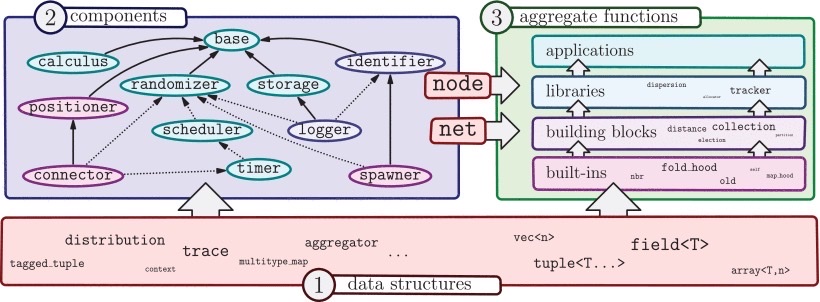 2 components
base
calculus
identifier
randomizer
storage
positioner
scheduler
logger
connector
timer
spawner
node
net
3 aggregate functions
applications
libraries dispersion allocator tracker
building blocks distance collection election partition
built-ins nbr fold_hood old self map_hood
distribution
trace
aggregator
...
vec<n>
field<T>
tagged_tuple
context
multitype_map
tuple<T...>
array<T,n>
1 data structures